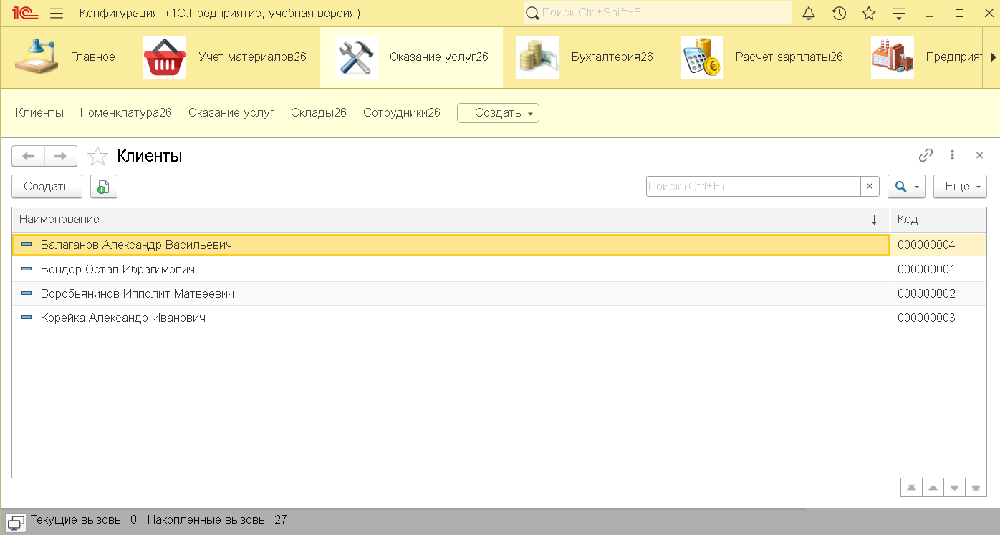 1С Конфигурация (1С:Предприятие, учебная версия) Поиск Ctrl+Shift+F
Главное Учет материалов26 Оказание услуг26 Бухгалтерия26 Расчет зарплаты26 Предприят
Клиенты Номенклатура26 Оказание услуг Склады26 Сотрудники26 Создать
Клиенты
Создать Поиск (Ctrl+F) Еще
Наименование Код
Балаганов Александр Васильевич 000000004
Бендер Остап Ибрагимович 000000001
Воробьянинов Ипполит Матвеевич 000000002
Корейка Александр Иванович 000000003
Текущие вызовы: 0 Накопленные вызовы: 27